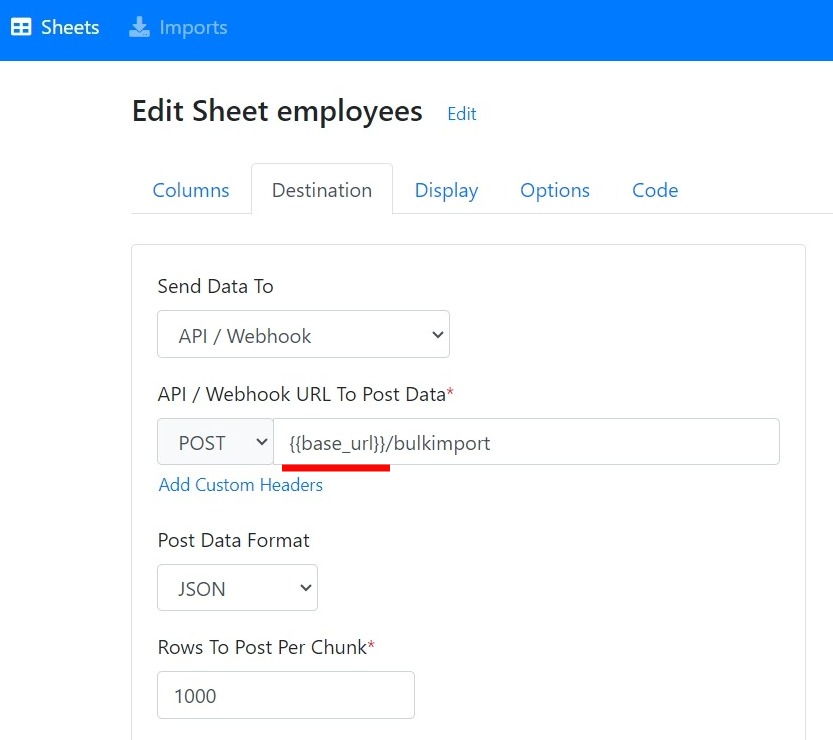 Sheets Imports
Edit Sheet employees Edit
Columns Destination Display Options Code
Send Data To
API / Webhook
API / Webhook URL To Post Data*
POST {{base_url}}/bulkimport
Add Custom Headers
Post Data Format
JSON
Rows To Post Per Chunk*
1000